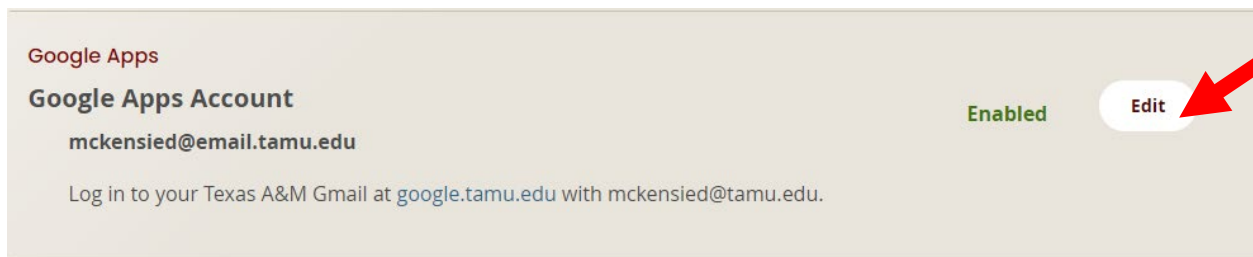 Google Apps
Google Apps Account
Enabled
Edit
mckensied@email.tamu.edu
Log in to your Texas A&M Gmail at google.tamu.edu with mckensied@tamu.edu.